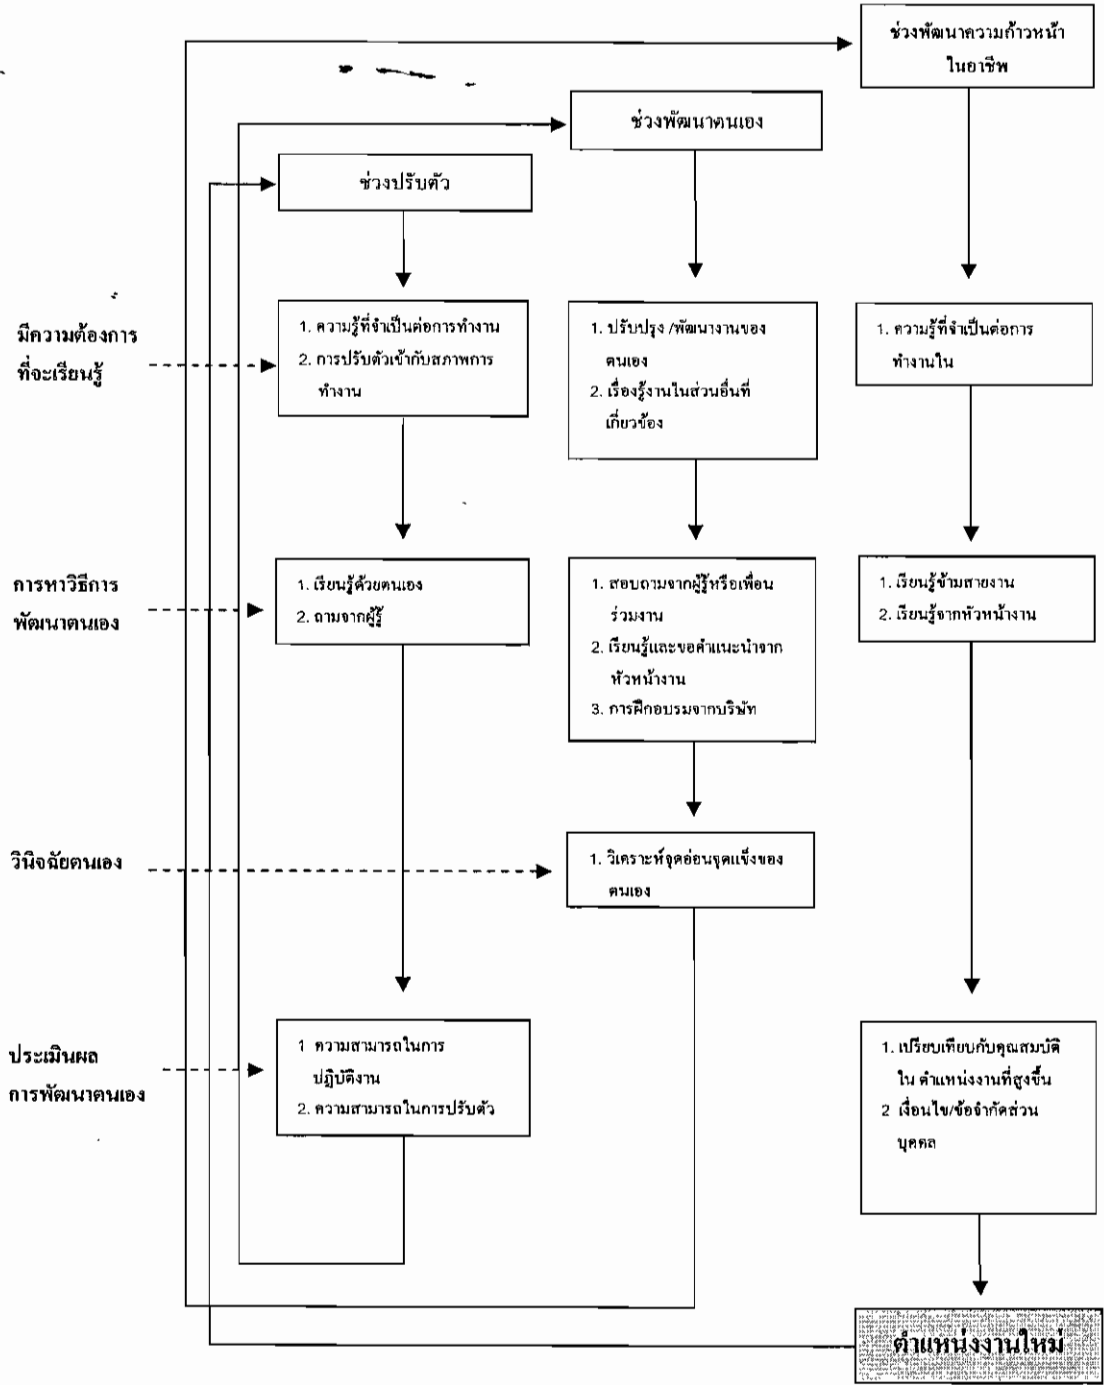 ช่วงพัฒนาความก้าวหน้า
ในอาชีพ
ช่วงพัฒนาตนเอง
ช่วงปรับตัว
มีความต้องการ
ที่จะเรียนรู้
1. ความรู้ที่จำเป็นต่อการทำงาน
2. การปรับตัวเข้ากับสภาพการ
ทำงาน
1. ปรับปรุง /พัฒนางานของ
ตนเอง
2. เรื่องรู้งานในส่วนอื่นที่
เกี่ยวข้อง
1. ความรู้ที่จำเป็นต่อการ
ทำงานใน
การหาวิธีการ
พัฒนาตนเอง
1. เรียนรู้ด้วยตนเอง
2. ถามจากผู้รู้
1. สอบถามจากผู้รู้หรือเพื่อน
ร่วมงาน
2. เรียนรู้และขอคำแนะนำจาก
หัวหน้างาน
3. การฝึกอบรมจากบริษัท
1. เรียนรู้ข้ามสายงาน
2. เรียนรู้จากหัวหน้างาน
วินิจฉัยตนเอง
1. วิเคราะห์จุดอ่อนจุดแข็งของ
ตนเอง
ประเมินผล
การพัฒนาตนเอง
1 ความสามารถในการ
ปฏิบัติงาน
2. ความสามารถในการปรับตัว
1. เปรียบเทียบกับคุณสมบัติ
ใน ตำแหน่งงานที่สูงขึ้น
2 เงื่อนไข/ข้อจำกัดส่วน
บุคคล
ตำแหน่งงานใหม่